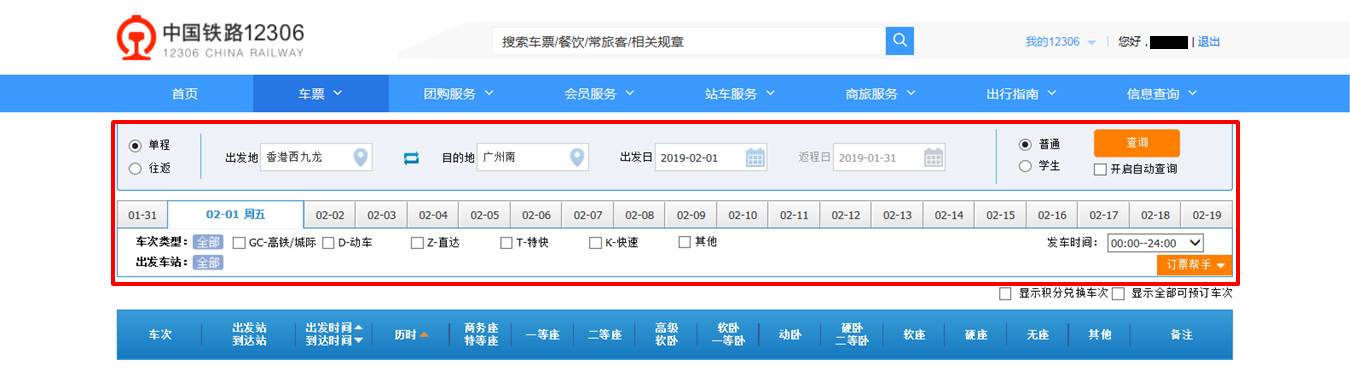 中国铁路12306
12306 CHINA RAILWAY
搜索车票/餐饮/常旅客/相关规章
我的12306 | 您好， | 退出
首页 车票 团购服务 会员服务 站车服务 商旅服务 出行指南 信息查询
单程
往返
出发地 香港西九龙 目的地 广州南 出发日 2019-02-01 返程日 2019-01-31
普通
学生
查询
开启自动查询
01-31 02-01 周五 02-02 02-03 02-04 02-05 02-06 02-07 02-08 02-09 02-10 02-11 02-12 02-13 02-14 02-15 02-16 02-17 02-18 02-19
车次类型： 全部 GC-高铁/城际 D-动车 Z-直达 T-特快 K-快速 其他 发车时间： 00:00--24:00
出发车站： 全部 订票帮手
显示积分兑换车次 显示全部可预订车次
车次 出发站 到达站 出发时间 到达时间 历时 商务座 特等座 一等座 二等座 高级 软卧 软卧 一等卧 动卧 硬卧 二等卧 软座 硬座 无座 其他 备注